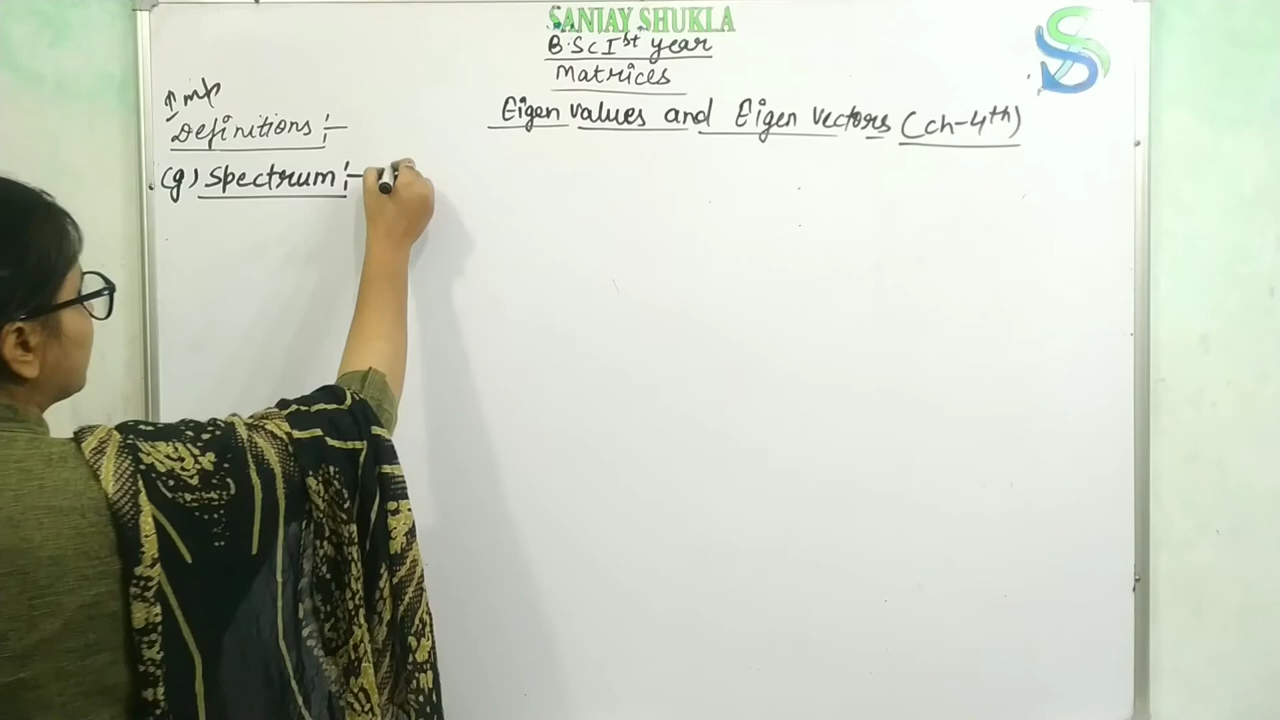 SANJAY SHUKLA
B.Sc Ist year
Matrices
Eigen values and Eigen vectors (ch-4th)
Imp
Definitions :-
(g) Spectrum :-